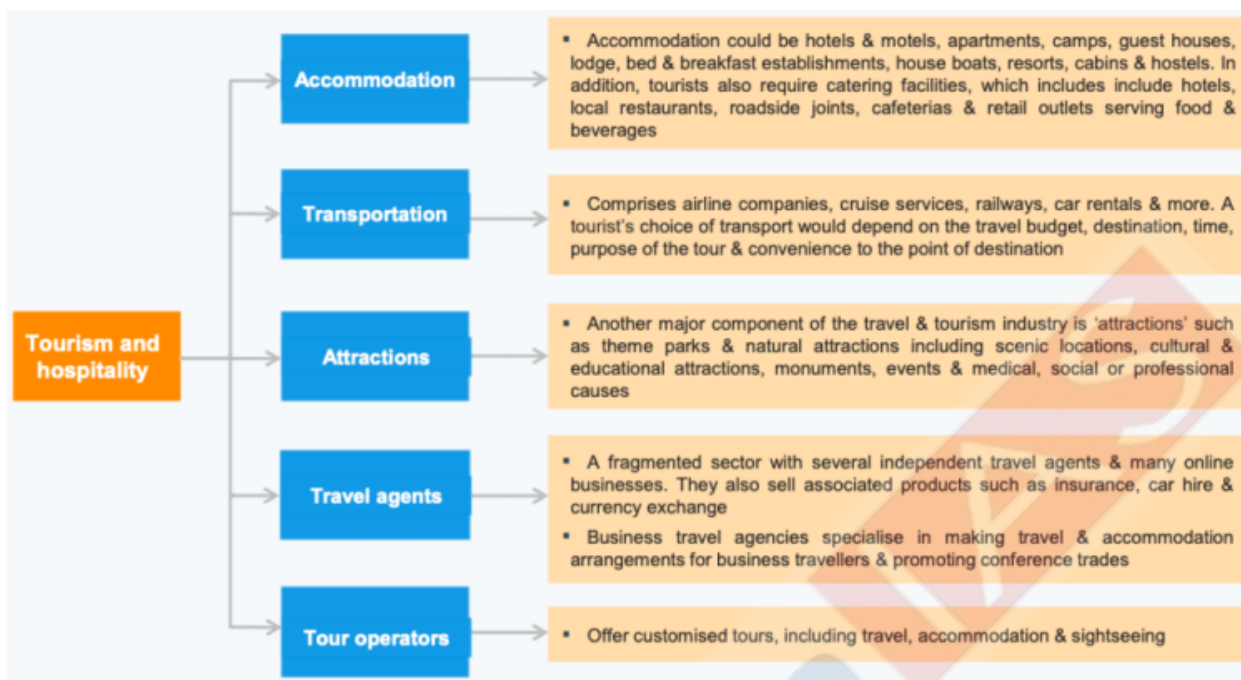 Tourism and
hospitality
Accommodation
▪ Accommodation could be hotels & motels, apartments, camps, guest houses,
lodge, bed & breakfast establishments, house boats, resorts, cabins & hostels. In
addition, tourists also require catering facilities, which includes include hotels,
local restaurants, roadside joints, cafeterias & retail outlets serving food &
beverages
Transportation
▪ Comprises airline companies, cruise services, railways, car rentals & more. A
tourist's choice of transport would depend on the travel budget, destination, time,
purpose of the tour & convenience to the point of destination
Attractions
▪ Another major component of the travel & tourism industry is 'attractions' such
as theme parks & natural attractions including scenic locations, cultural &
educational attractions, monuments, events & medical, social or professional
causes
Travel agents
▪ A fragmented sector with several independent travel agents & many online
businesses. They also sell associated products such as insurance, car hire &
currency exchange
▪ Business travel agencies specialise in making travel & accommodation
arrangements for business travellers & promoting conference trades
Tour operators
▪ Offer customised tours, including travel, accommodation & sightseeing
IAS